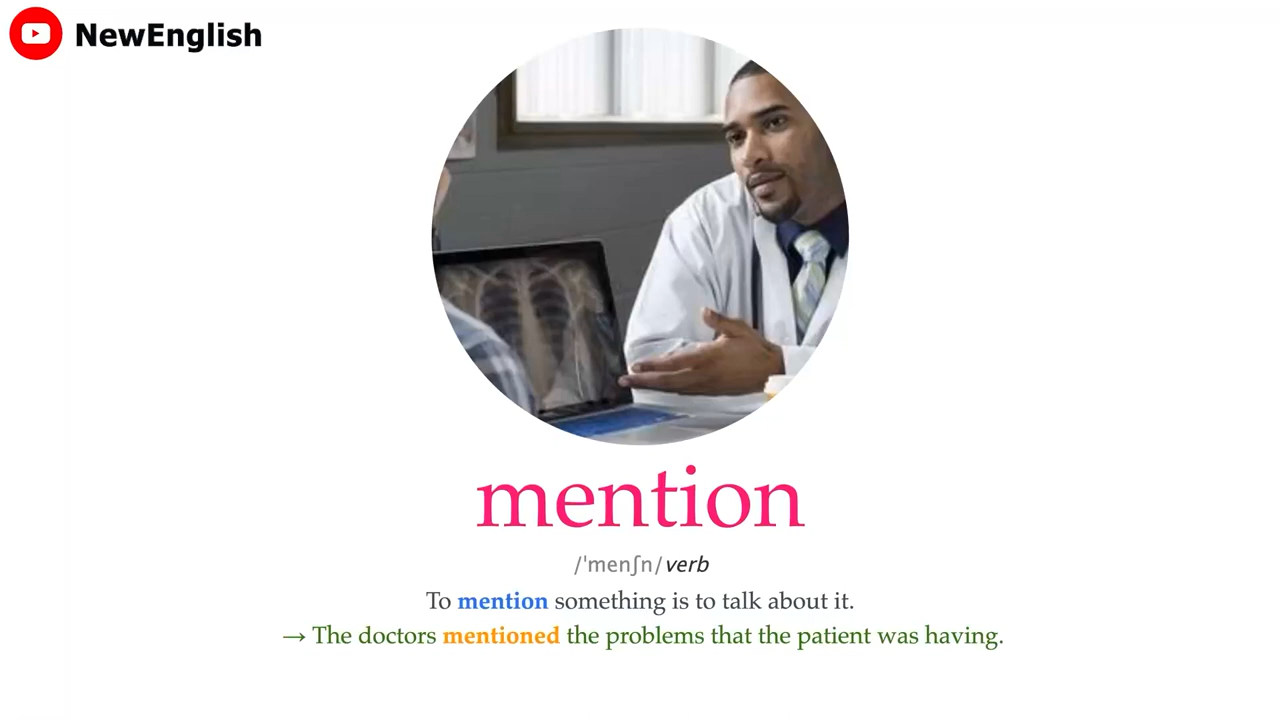 NewEnglish
mention
/ˈmenʃn/ verb
To mention something is to talk about it.
→ The doctors mentioned the problems that the patient was having.